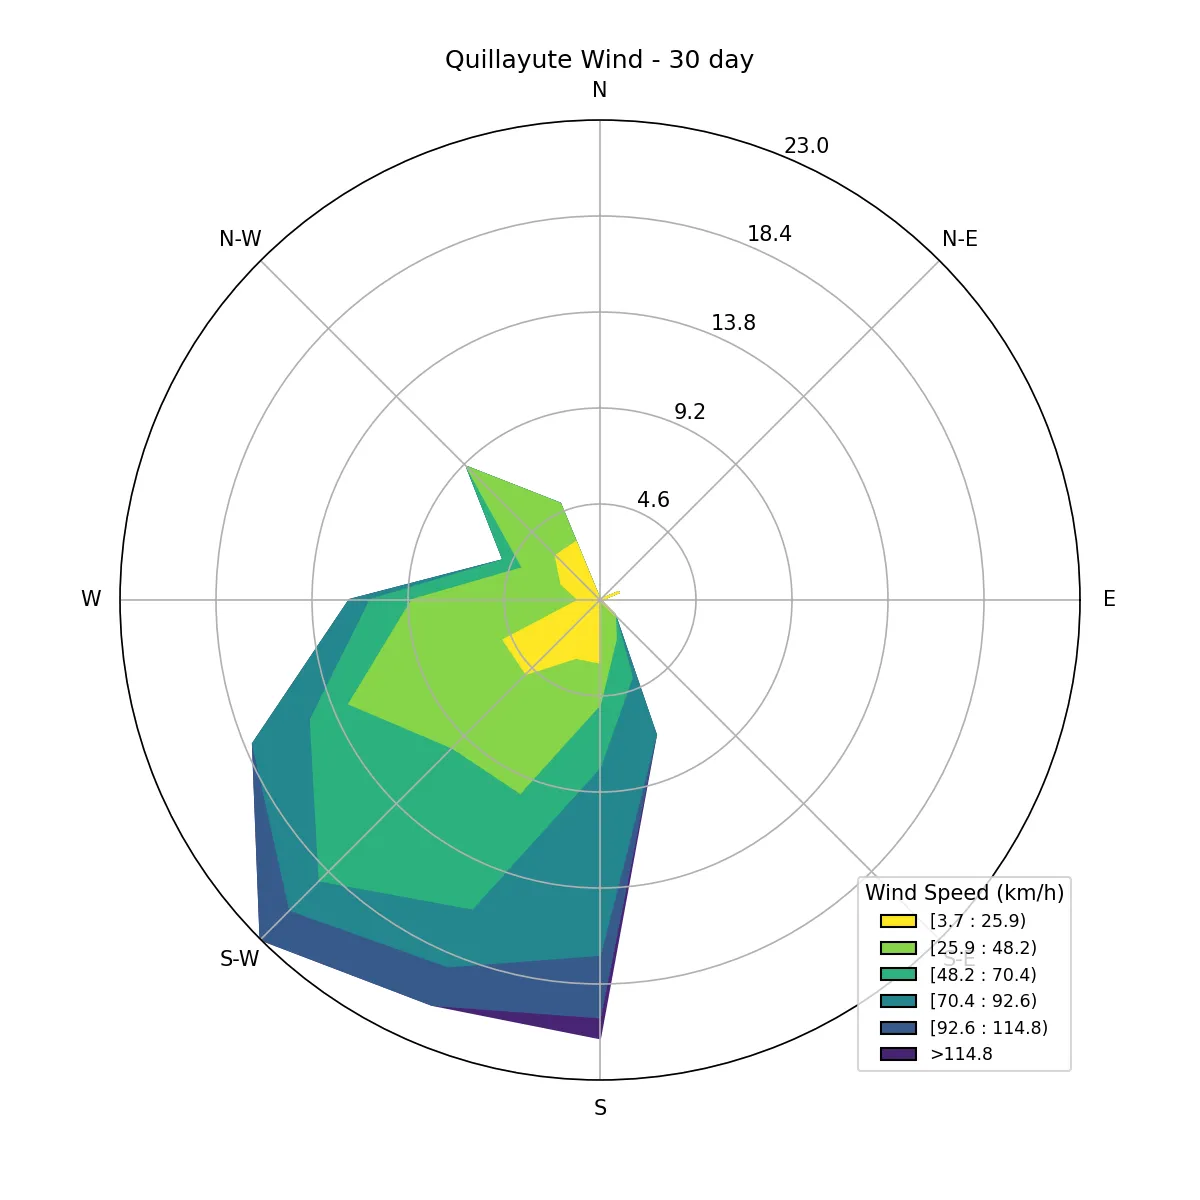 Quillayute Wind - 30 day
N
23.0
18.4
N-W
N-E
13.8
9.2
4.6
W
E
Wind Speed (km/h)
[3.7 : 25.9)
[25.9 : 48.2)
S-W
S-E
[48.2 : 70.4)
[70.4 : 92.6)
[92.6 : 114.8)
>114.8
S